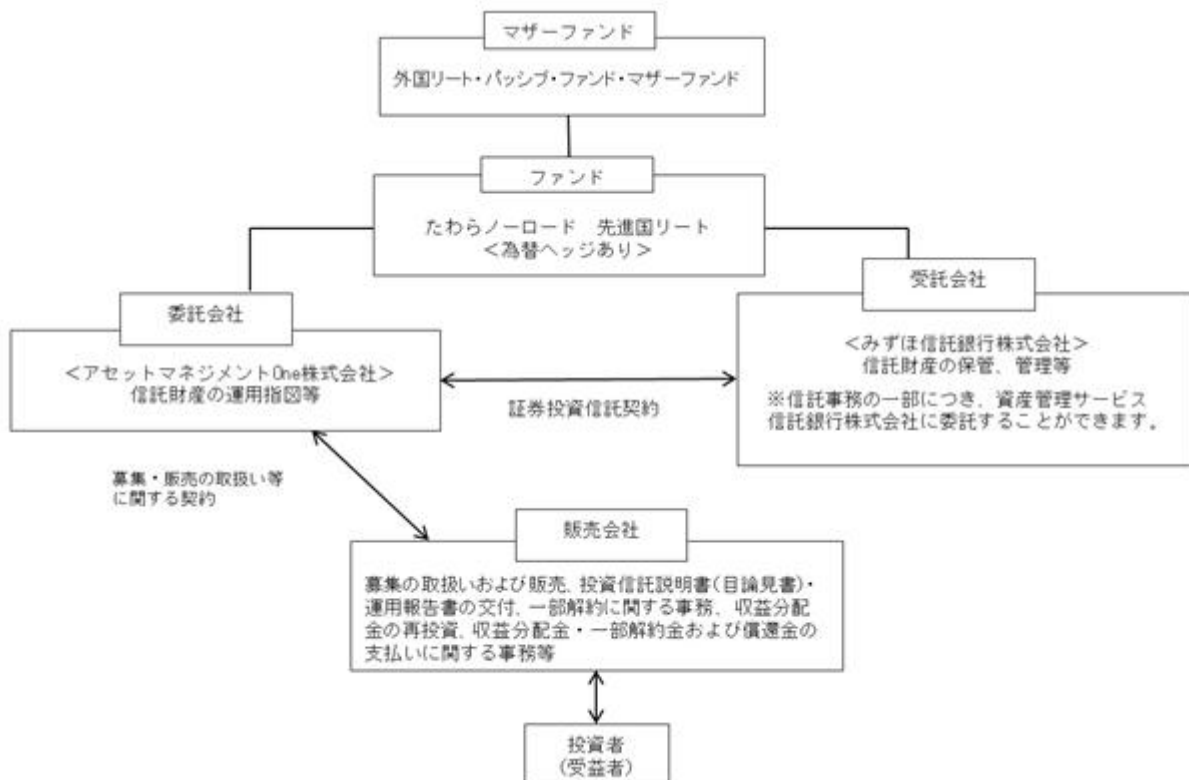 マザーファンド
外国リート・パッシブ・ファンド・マザーファンド
ファンド
たわらノーロード　先進国リート
＜為替ヘッジあり＞
委託会社
＜アセットマネジメントOne株式会社＞
信託財産の運用指図等
受託会社
＜みずほ信託銀行株式会社＞
信託財産の保管、管理等
※信託事務の一部につき、資産管理サービス
信託銀行株式会社に委託することができます。
証券投資信託契約
募集・販売の取扱い等
に関する契約
販売会社
募集の取扱いおよび販売、投資信託説明書(目論見書)・
運用報告書の交付、一部解約に関する事務、収益分配
金の再投資、収益分配金・一部解約金および償還金の
支払いに関する事務等
投資者
(受益者)